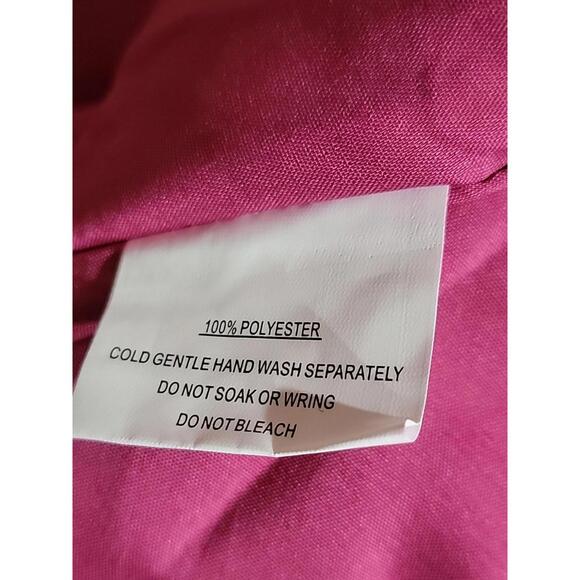 100% POLYESTER
COLD GENTLE HAND WASH SEPARATELY
DO NOT SOAK OR WRING
DO NOT BLEACH